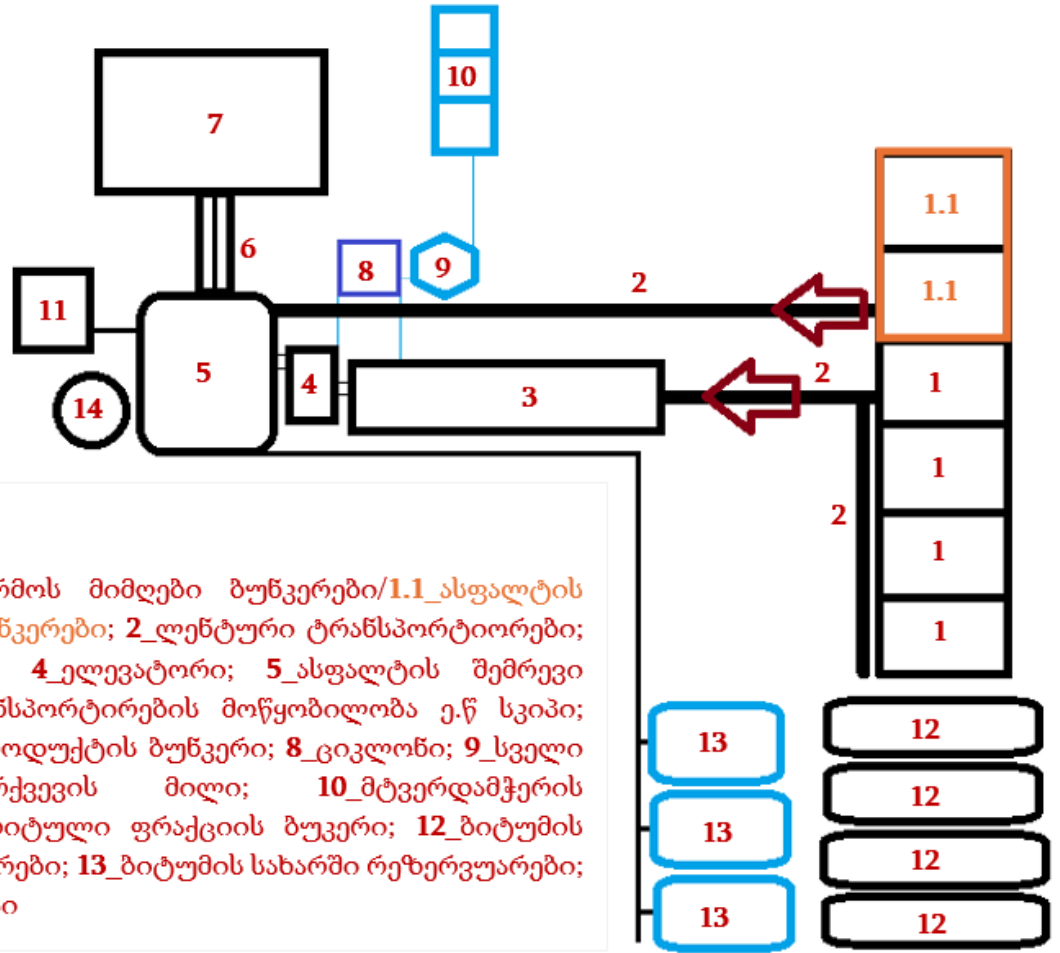 10
7
1.1
6
8
9
2
1.1
11
5
4
3
2
1
14
1
2
1
1
რმოს მიმღები ბუნკერები/1.1_ასფალტის
ნკერები; 2_ლენტური ტრანსპორტიორები;
4_ელევატორი; 5_ასფალტის შემრევი
ნსპორტირების მოწყობილობა ე.წ სკიპი;
როდუქტის ბუნკერი; 8_ციკლონი; 9_სველი
რქვევის მილი; 10_მტვერდამჭერის
იტული ფრაქციის ბუკერი; 12_ბიტუმის
რები; 13_ბიტუმის სახარში რეზერვუარები;
ი
13
12
13
12
12
13
12